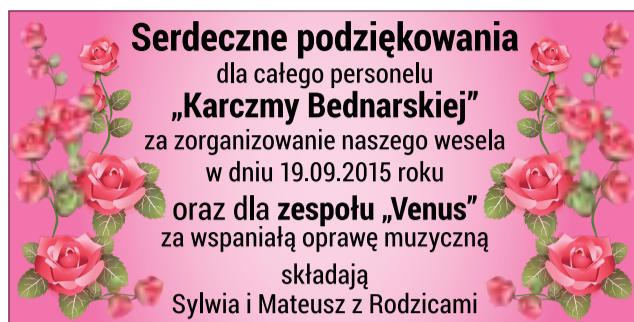 Serdeczne podziękowania
dla całego personelu
„Karczmy Bednarskiej”
za zorganizowanie naszego wesela
w dniu 19.09.2015 roku
oraz dla zespołu „Venus”
za wspaniałą oprawę muzyczną
składają
Sylwia i Mateusz z Rodzicami